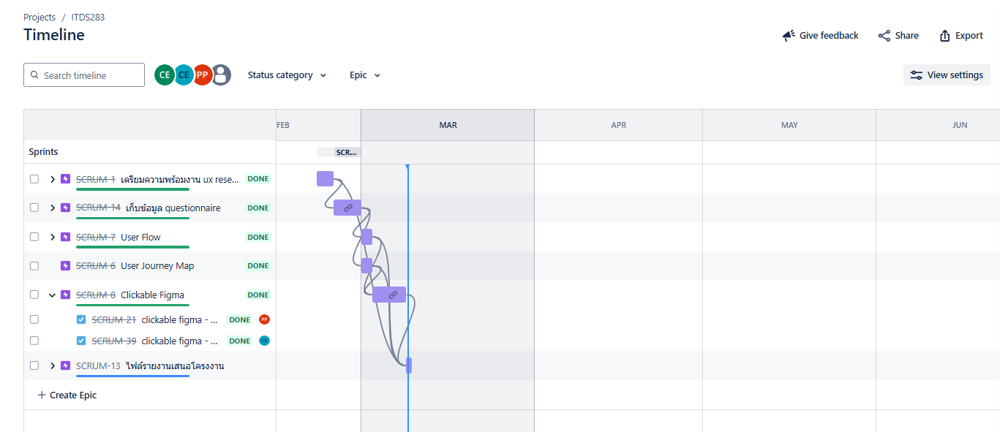 Projects / ITDS283
Timeline
Give feedback
Share
Export
Search timeline
CE CE PP
Status category
Epic
View settings
FEB MAR APR MAY JUN
Sprints
SCR...
SCRUM-1 เตรียมความพร้อมงาน ux rese... DONE
SCRUM-14 เก็บข้อมูล questionnaire DONE
SCRUM-7 User Flow DONE
SCRUM-6 User Journey Map DONE
SCRUM-8 Clickable Figma DONE
SCRUM-21 clickable figma - ... DONE PP
SCRUM-39 clickable figma - ... DONE CE
SCRUM-13 ไฟล์รายงานเสนอโครงงาน
+ Create Epic